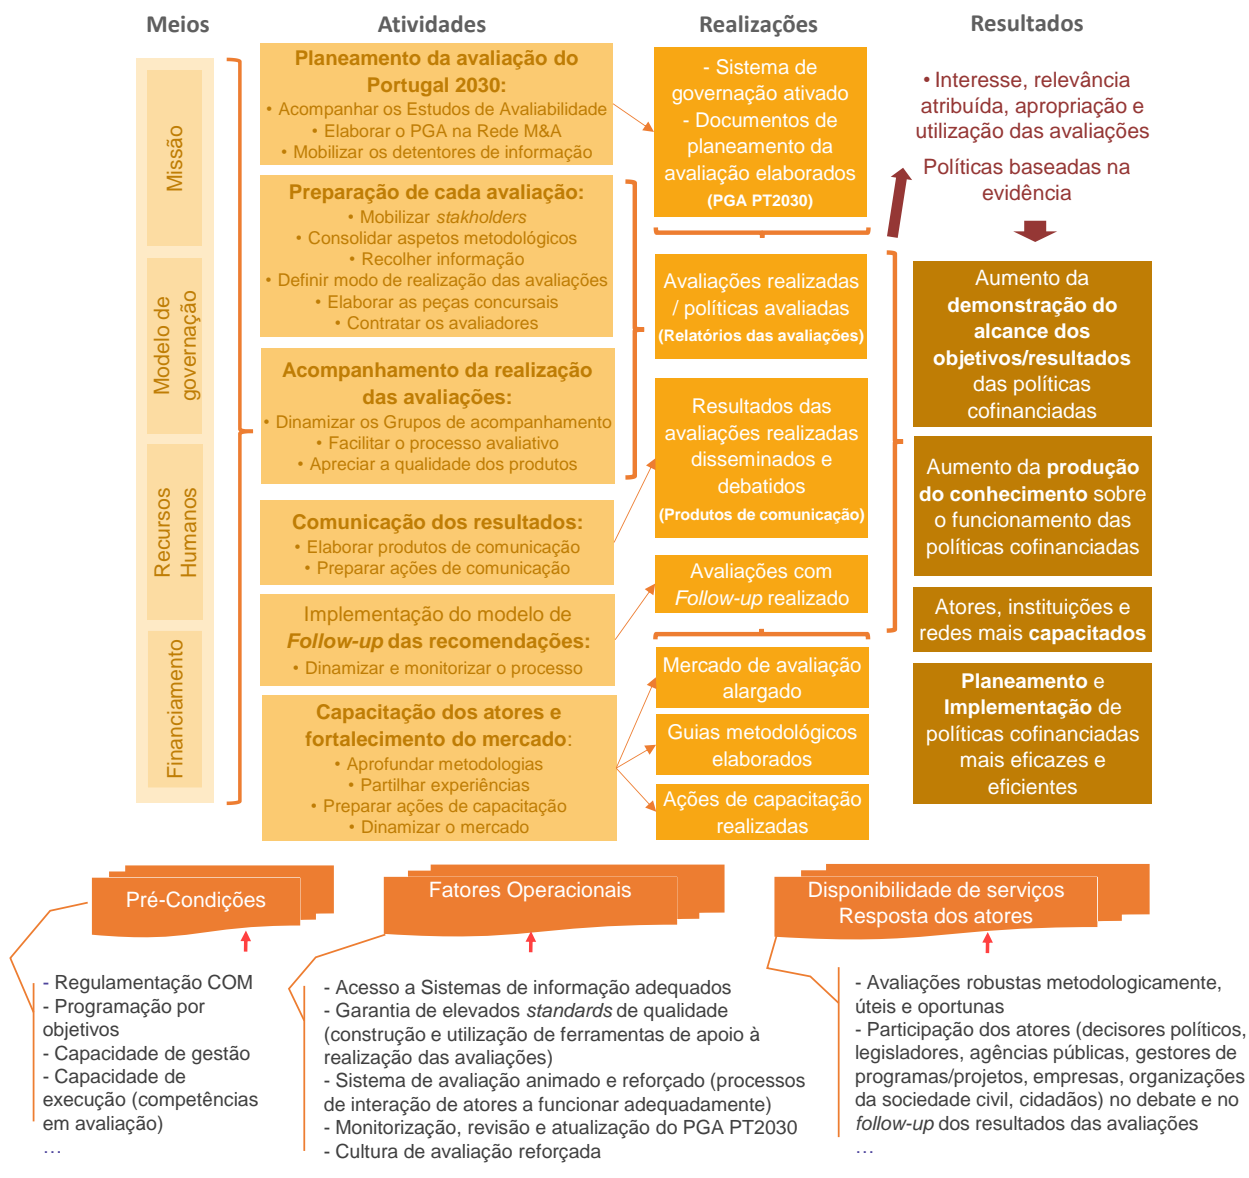 Meios
Atividades
Realizações
Resultados
Missão
Modelo de
governação
Recursos
Humanos
Financiamento
Planeamento da avaliação do
Portugal 2030:
• Acompanhar os Estudos de Avaliabilidade
• Elaborar o PGA na Rede M&A
• Mobilizar os detentores de informação
Preparação de cada avaliação:
• Mobilizar stakholders
• Consolidar aspetos metodológicos
• Recolher informação
• Definir modo de realização das avaliações
• Elaborar as peças concursais
• Contratar os avaliadores
Acompanhamento da realização
das avaliações:
• Dinamizar os Grupos de acompanhamento
• Facilitar o processo avaliativo
• Apreciar a qualidade dos produtos
Comunicação dos resultados:
• Elaborar produtos de comunicação
• Preparar ações de comunicação
Implementação do modelo de
Follow-up das recomendações:
• Dinamizar e monitorizar o processo
Capacitação dos atores e
fortalecimento do mercado:
• Aprofundar metodologias
• Partilhar experiências
• Preparar ações de capacitação
• Dinamizar o mercado
- Sistema de
governação ativado
- Documentos de
planeamento da
avaliação elaborados
(PGA PT2030)
Avaliações realizadas
/ políticas avaliadas
(Relatórios das avaliações)
Resultados das
avaliações realizadas
disseminados e
debatidos
(Produtos de comunicação)
Avaliações com
Follow-up realizado
Mercado de avaliação
alargado
Guias metodológicos
elaborados
Ações de capacitação
realizadas
• Interesse, relevância
atribuída, apropriação e
utilização das avaliações
Políticas baseadas na
evidência
Aumento da
demonstração do
alcance dos
objetivos/resultados
das políticas
cofinanciadas
Aumento da produção
do conhecimento sobre
o funcionamento das
políticas cofinanciadas
Atores, instituições e
redes mais capacitados
Planeamento e
Implementação de
políticas cofinanciadas
mais eficazes e
eficientes
Pré-Condições
- Regulamentação COM
- Programação por
objetivos
- Capacidade de gestão
- Capacidade de
execução (competências
em avaliação)
…
Fatores Operacionais
- Acesso a Sistemas de informação adequados
- Garantia de elevados standards de qualidade
(construção e utilização de ferramentas de apoio à
realização das avaliações)
- Sistema de avaliação animado e reforçado (processos
de interação de atores a funcionar adequadamente)
- Monitorização, revisão e atualização do PGA PT2030
- Cultura de avaliação reforçada
Disponibilidade de serviços
Resposta dos atores
- Avaliações robustas metodologicamente,
úteis e oportunas
- Participação dos atores (decisores políticos,
legisladores, agências públicas, gestores de
programas/projetos, empresas, organizações
da sociedade civil, cidadãos) no debate e no
follow-up dos resultados das avaliações
…